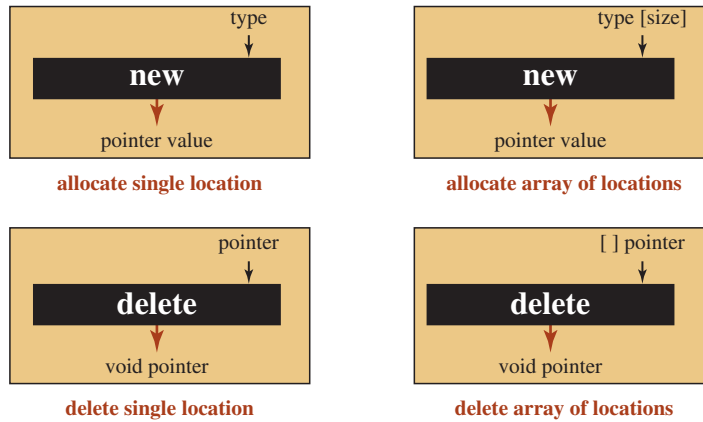 type
new
pointer value
allocate single location
type [size]
new
pointer value
allocate array of locations
pointer
delete
void pointer
delete single location
[ ] pointer
delete
void pointer
delete array of locations